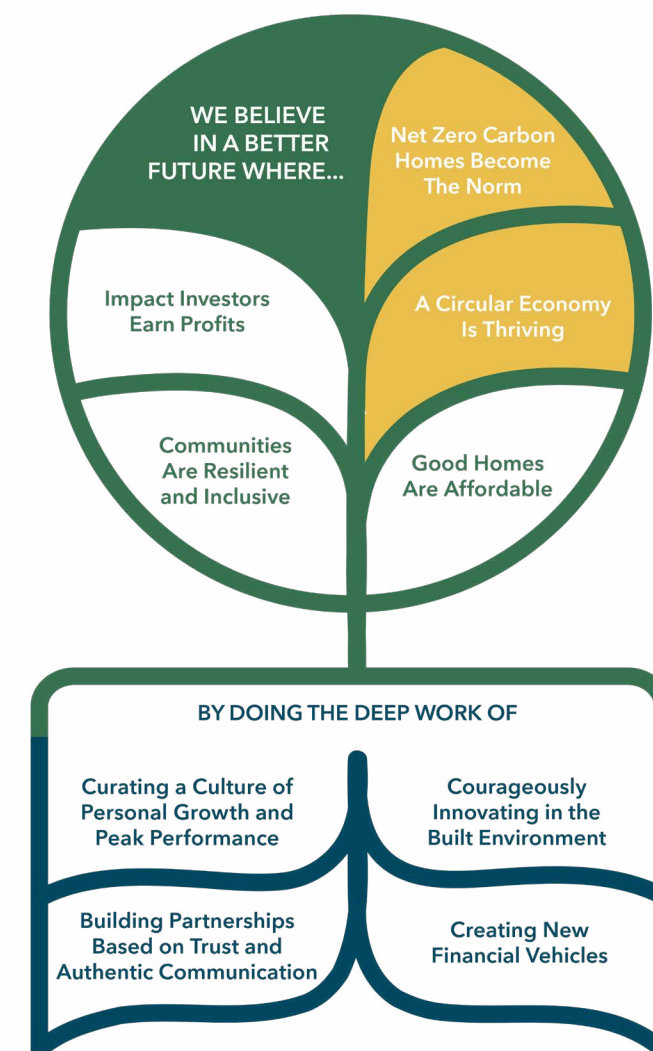 WE BELIEVE
IN A BETTER
FUTURE WHERE...
Net Zero Carbon
Homes Become
The Norm
Impact Investors
Earn Profits
A Circular Economy
Is Thriving
Communities
Are Resilient
and Inclusive
Good Homes
Are Affordable
BY DOING THE DEEP WORK OF
Curating a Culture of
Personal Growth and
Peak Performance
Courageously
Innovating in the
Built Environment
Building Partnerships
Based on Trust and
Authentic Communication
Creating New
Financial Vehicles